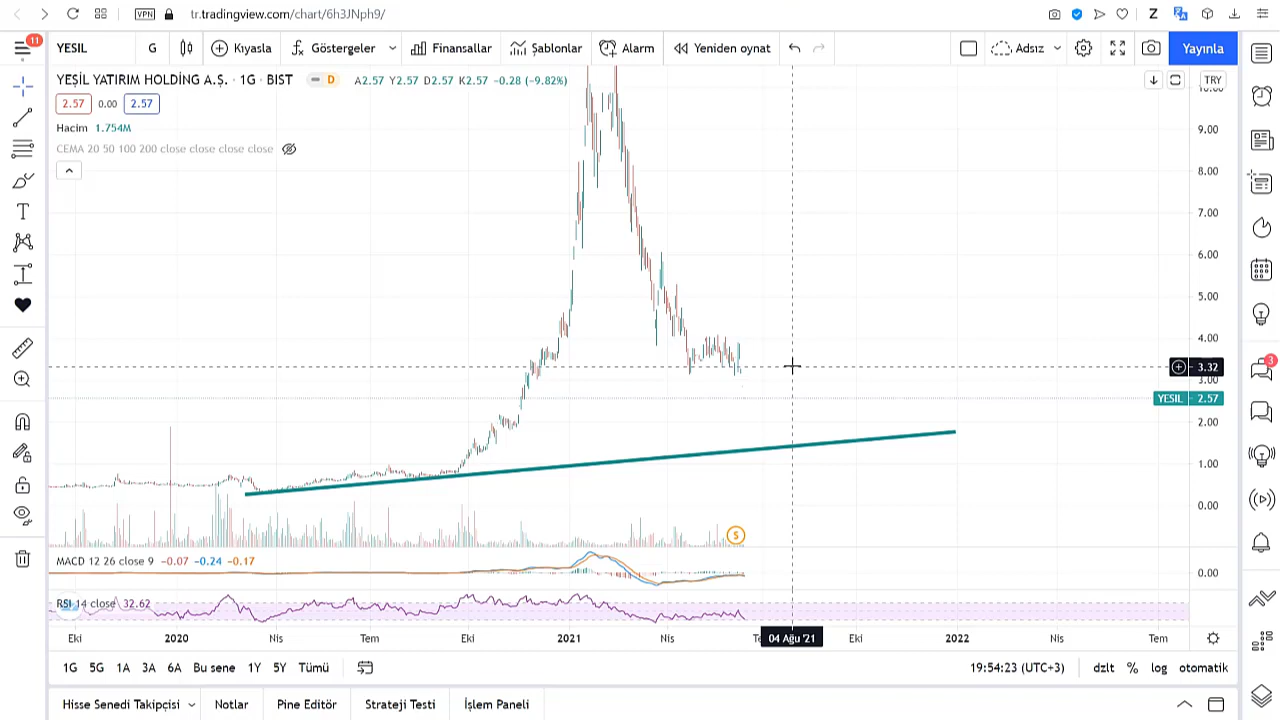 VPN tr.tradingview.com/chart/6h3JNph9/
11 YESIL G Kıyasla Göstergeler Finansallar Şablonlar Alarm Yeniden oynat Adsız Yayınla
YEŞİL YATIRIM HOLDİNG A.Ş. · 1G · BIST D A2.57 Y2.57 D2.57 K2.57 −0.28 (−9.82%) TRY
2.57 0.00 2.57
Hacim 1.754M
CEMA 20 50 100 200 close close close close
9.00
8.00
7.00
6.00
5.00
4.00
3.32
3.00
YESIL 2.57
2.00
1.00
0.00
S
MACD 12 26 close 9 −0.07 −0.24 −0.17
0.00
RSI 14 close 32.62
Eki 2020 Nis Tem Eki 2021 Nis 04 Ağu '21 Eki 2022 Nis Tem
3
1G 5G 1A 3A 6A Bu sene 1Y 5Y Tümü 19:54:23 (UTC+3) dzlt % log otomatik
Hisse Senedi Takipçisi Notlar Pine Editör Strateji Testi İşlem Paneli